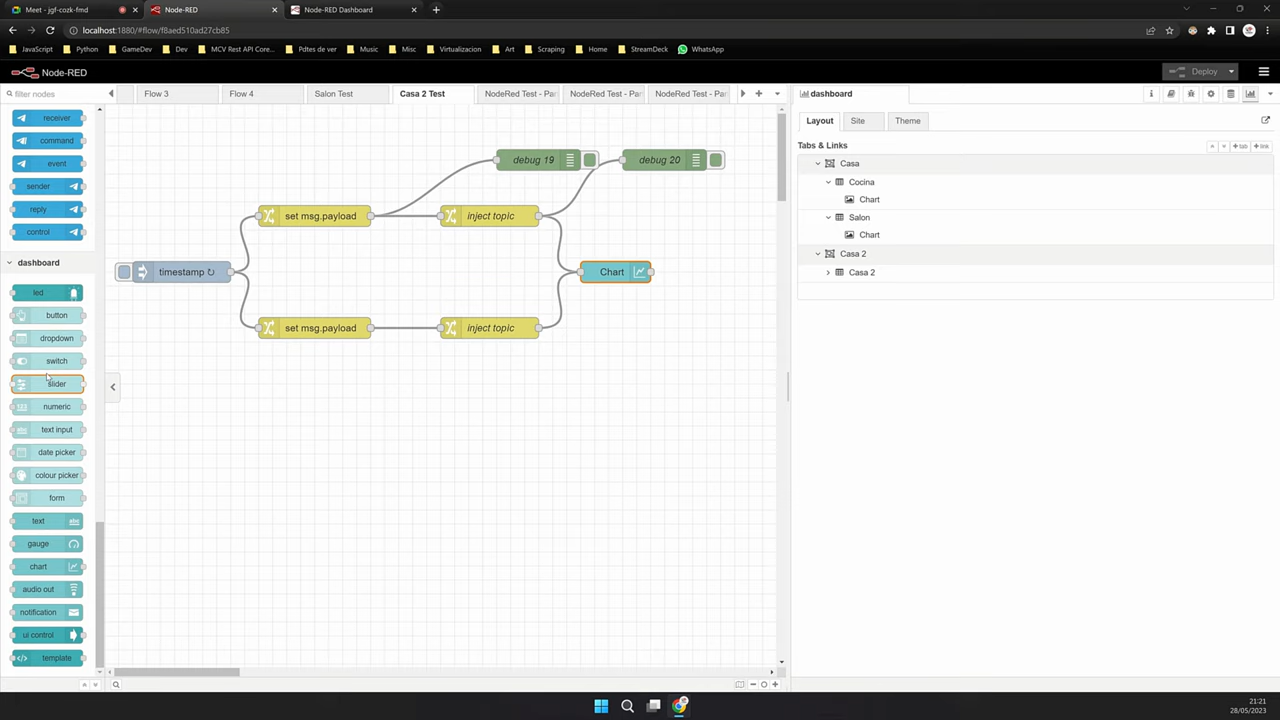 Meet - jgf-cozk-fmd
Node-RED
Node-RED Dashboard
localhost:1880/#flow/f8aed510ad27cb85
JavaScript Python GameDev Dev MCV Rest API Core... Pdtes de ver Music Misc Virtualizacion Art Scraping Home StreamDeck WhatsApp
Node-RED
Deploy
filter nodes
Flow 3
Flow 4
Salon Test
Casa 2 Test
NodeRed Test - Par
NodeRed Test - Par
NodeRed Test - Par
dashboard
receiver
command
event
sender
reply
control
dashboard
led
button
dropdown
switch
slider
numeric
text input
date picker
colour picker
form
text
gauge
chart
audio out
notification
ui control
template
debug 19
debug 20
set msg.payload
inject topic
timestamp ↻
Chart
set msg.payload
inject topic
Layout
Site
Theme
Tabs & Links
tab
link
Casa
Cocina
Chart
Salon
Chart
Casa 2
Casa 2
21:21
28/05/2023